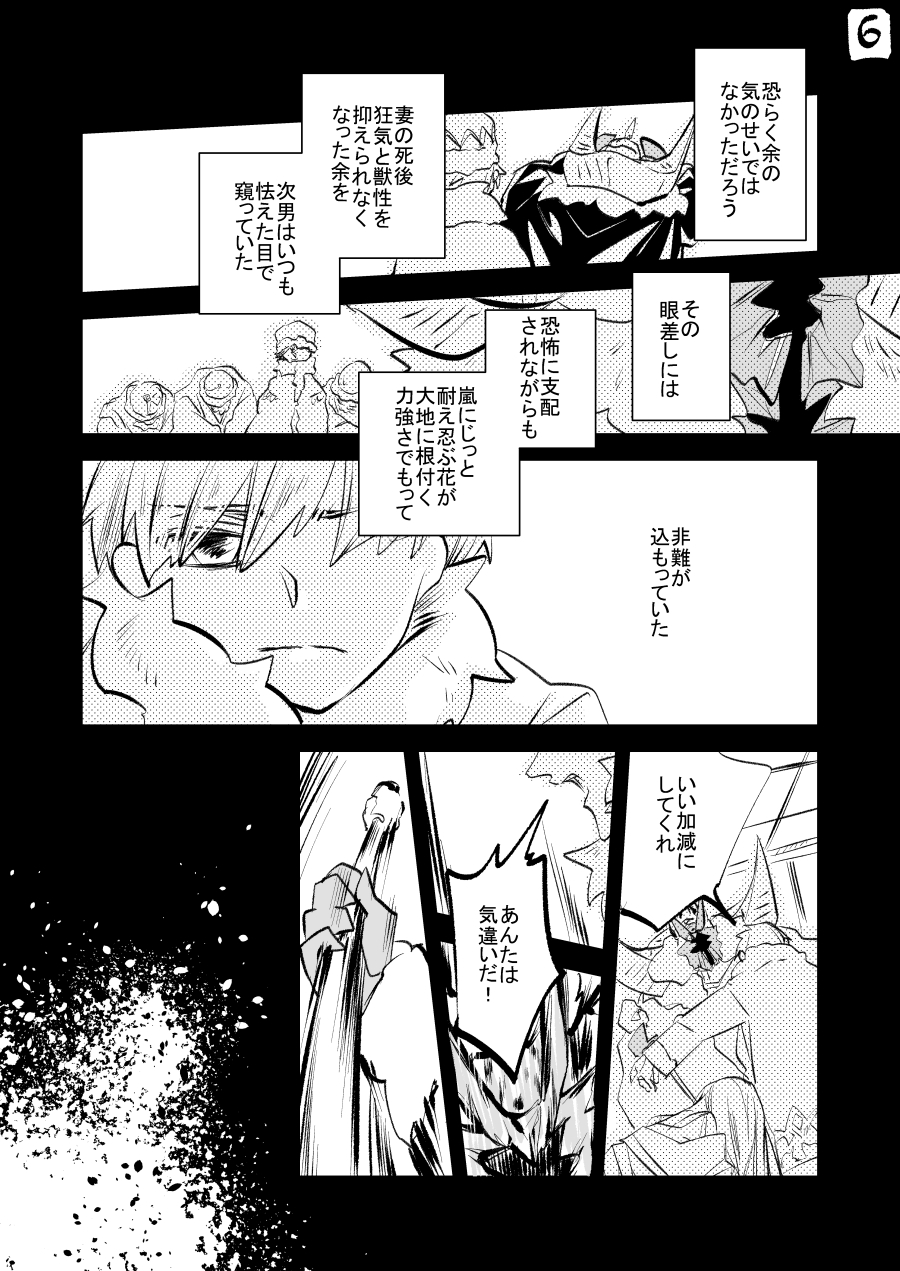 6
恐らく余の
気のせいでは
なかっただろう
妻の死後
狂気と獣性を
抑えられなく
なった余を
次男はいつも
怯えた目で
窺っていた
その
眼差しには
恐怖に支配
されながらも
嵐にじっと
耐え忍ぶ花が
大地に根付く
力強さでもって
非難が
込もっていた
いい加減に
してくれ
あんたは
気違いだ！